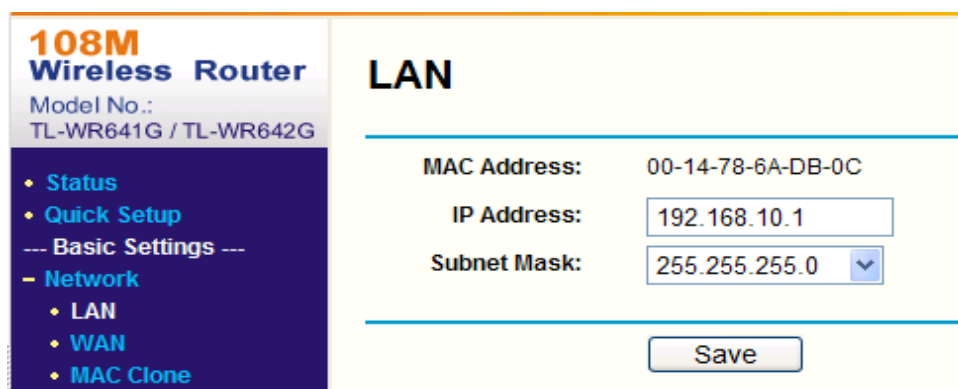 108M
Wireless Router
Model No.:
TL-WR641G / TL-WR642G
• Status
• Quick Setup
--- Basic Settings ---
– Network
• LAN
• WAN
• MAC Clone
LAN
MAC Address: 00-14-78-6A-DB-0C
IP Address: 192.168.10.1
Subnet Mask: 255.255.255.0
Save